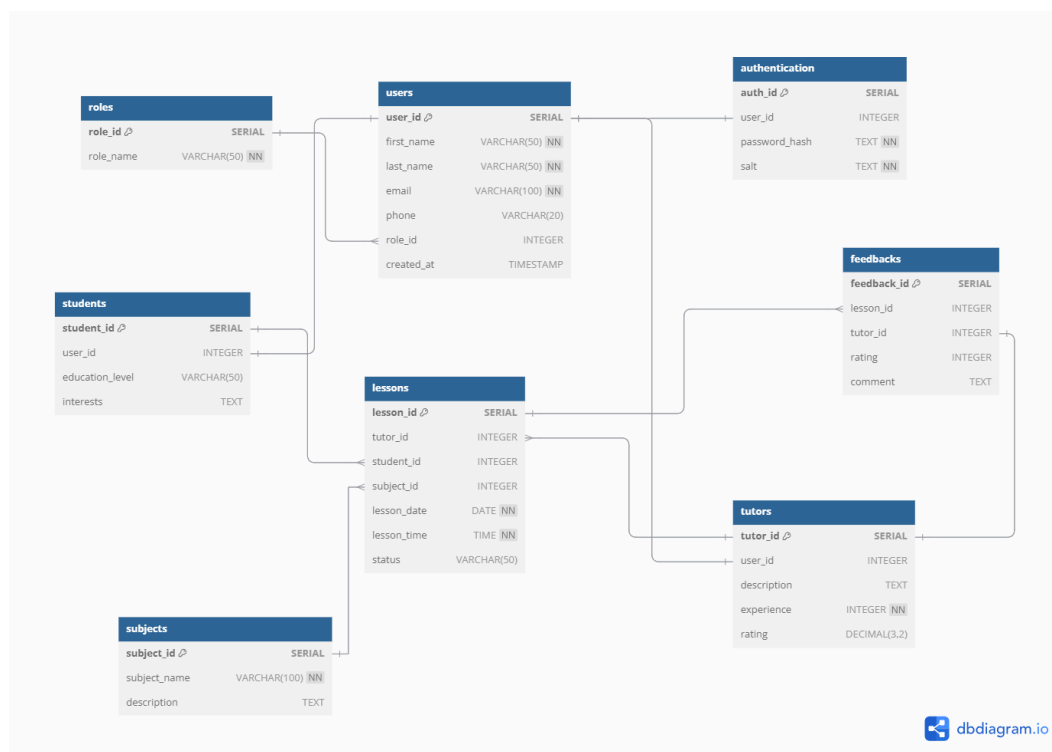 roles
role_id SERIAL
role_name VARCHAR(50) NN
users
user_id SERIAL
first_name VARCHAR(50) NN
last_name VARCHAR(50) NN
email VARCHAR(100) NN
phone VARCHAR(20)
role_id INTEGER
created_at TIMESTAMP
authentication
auth_id SERIAL
user_id INTEGER
password_hash TEXT NN
salt TEXT NN
feedbacks
feedback_id SERIAL
lesson_id INTEGER
tutor_id INTEGER
rating INTEGER
comment TEXT
students
student_id SERIAL
user_id INTEGER
education_level VARCHAR(50)
interests TEXT
lessons
lesson_id SERIAL
tutor_id INTEGER
student_id INTEGER
subject_id INTEGER
lesson_date DATE NN
lesson_time TIME NN
status VARCHAR(50)
tutors
tutor_id SERIAL
user_id INTEGER
description TEXT
experience INTEGER NN
rating DECIMAL(3,2)
subjects
subject_id SERIAL
subject_name VARCHAR(100) NN
description TEXT
dbdiagram.io